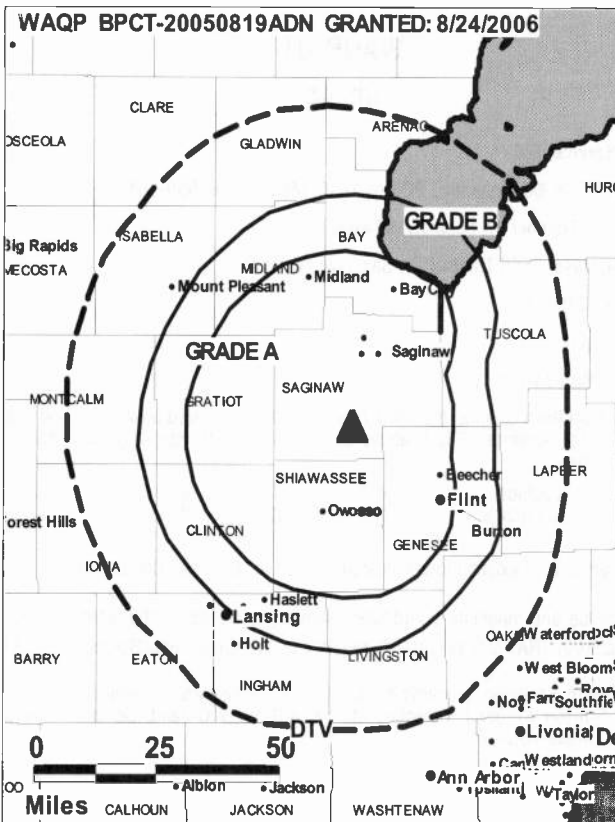 WAQP BPCT-20050819ADN GRANTED: 8/24/2006
CLARE
ARENAC
OSCEOLA
GLADWIN
HURO
GRADE B
ISABELLA
BAY
Big Rapids
MECOSTA
MIDLAND
Midland
Mount Pleasant
Bay City
TUSCOLA
GRADE A
Saginaw
SAGINAW
MONTCALM
GRATIOT
SHIAWASSEE
Beecher
LAPEER
Flint
Owosso
orest Hills
CLINTON
Burton
GENESEE
IONIA
Haslett
Lansing
OAK
Waterford
Holt
BARRY
EATON
LIVINGSTON
West Bloom
INGHAM
Southfie
DTV
Livonia
De
0 25 50
Westland
Ann Arbor
Albion
Jackson
Taylor
Miles
CALHOUN
JACKSON
WASHTENAW